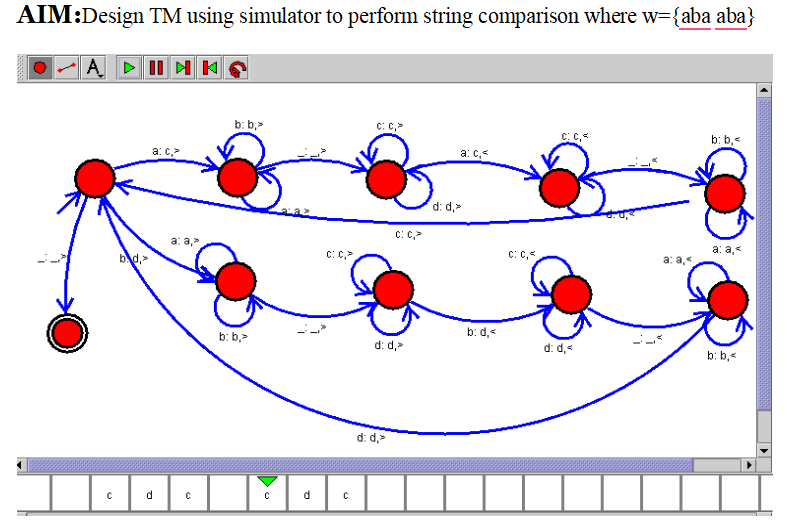 AIM:Design TM using simulator to perform string comparison where w={aba aba}
A
b: b,>
c: c,>
c: c,<
b: b,<
a: c,>
_: _,>
a: c,<
_: _,<
a: a,>
d: d,>
d: d,<
c: c,>
a: a,<
a: a,>
c: c,>
c: c,<
a: a,<
_: _,>
b: d,>
b: b,>
_: _,>
d: d,>
b: d,<
d: d,<
_: _,<
b: b,<
d: d,>
c d c c d c